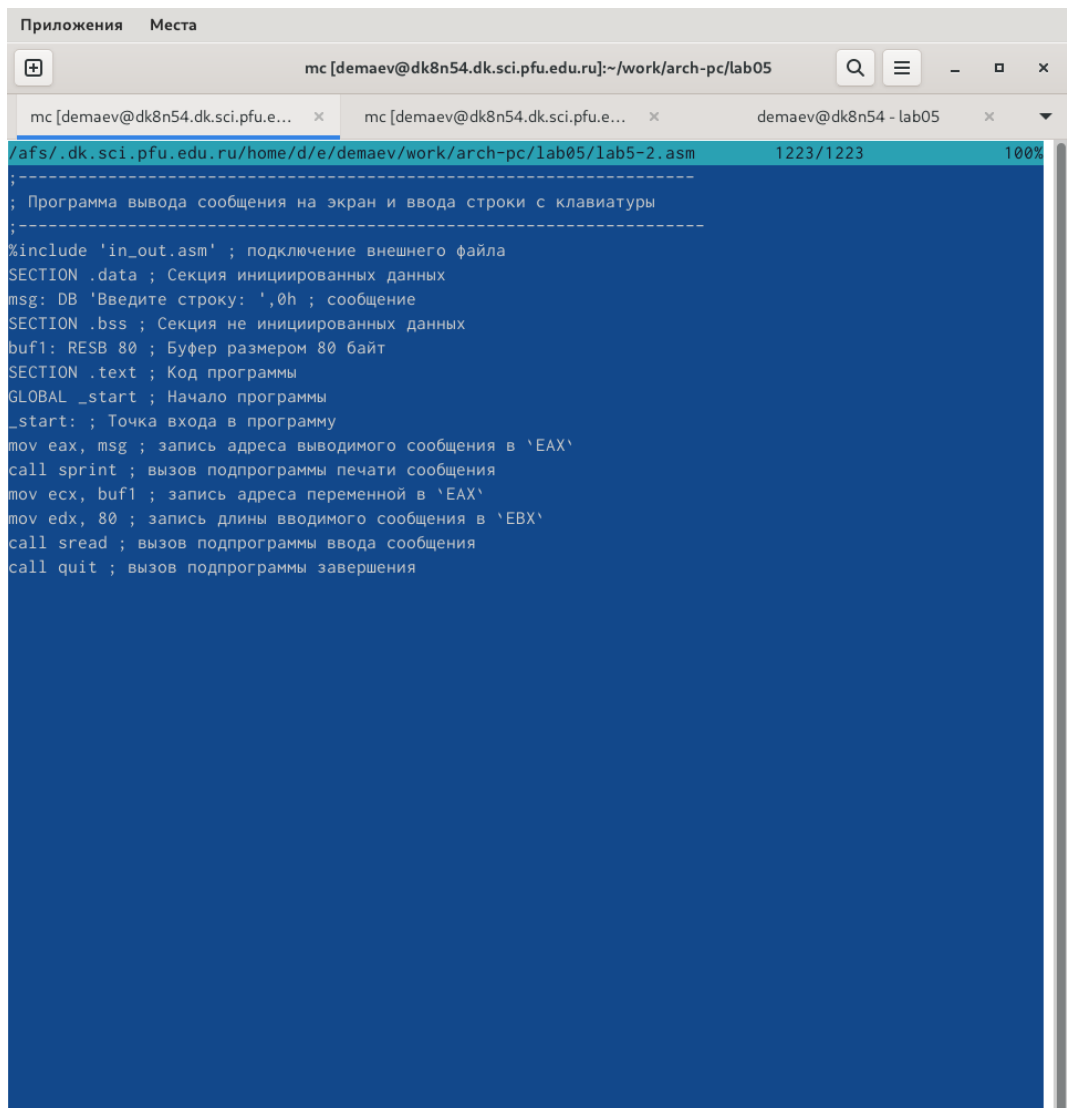 Приложения Места
mc [demaev@dk8n54.dk.sci.pfu.edu.ru]:~/work/arch-pc/lab05
mc [demaev@dk8n54.dk.sci.pfu.e... × mc [demaev@dk8n54.dk.sci.pfu.e... × demaev@dk8n54 - lab05 ×
/afs/.dk.sci.pfu.edu.ru/home/d/e/demaev/work/arch-pc/lab05/lab5-2.asm 1223/1223 100%
;--------------------------------------------------------------------
; Программа вывода сообщения на экран и ввода строки с клавиатуры
;---------------------------------------------------------------------
%include 'in_out.asm' ; подключение внешнего файла
SECTION .data ; Секция инициированных данных
msg: DB 'Введите строку: ',0h ; сообщение
SECTION .bss ; Секция не инициированных данных
buf1: RESB 80 ; Буфер размером 80 байт
SECTION .text ; Код программы
GLOBAL _start ; Начало программы
_start: ; Точка входа в программу
mov eax, msg ; запись адреса выводимого сообщения в `EAX`
call sprint ; вызов подпрограммы печати сообщения
mov ecx, buf1 ; запись адреса переменной в `EAX`
mov edx, 80 ; запись длины вводимого сообщения в `EBX`
call sread ; вызов подпрограммы ввода сообщения
call quit ; вызов подпрограммы завершения